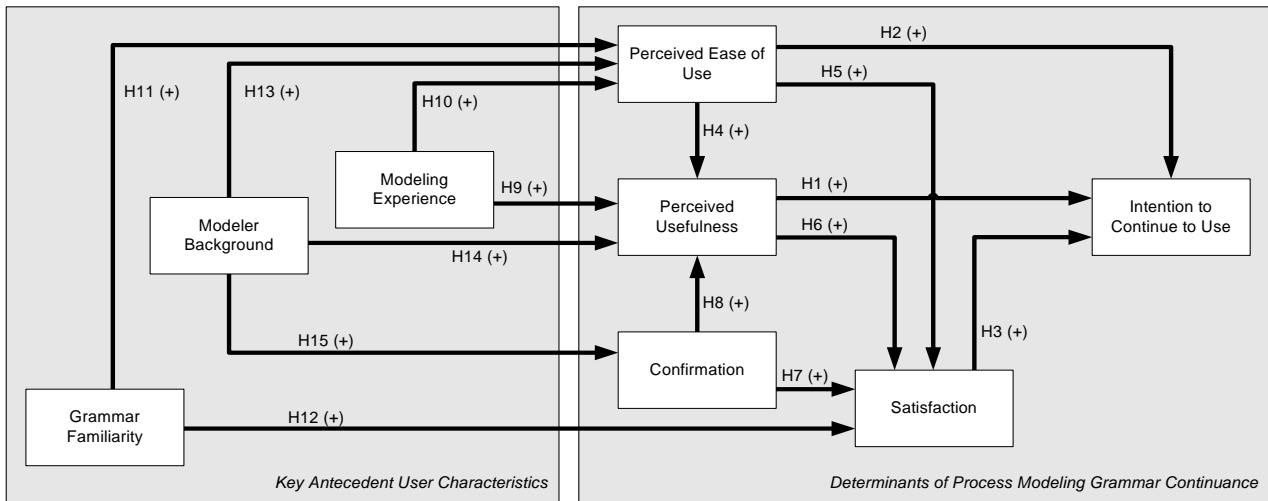 H11 (+)
H13 (+)
H10 (+)
Modeling
Experience
H9 (+)
Modeler
Background
H14 (+)
H15 (+)
Grammar
Familiarity
H12 (+)
Key Antecedent User Characteristics
Perceived Ease of
Use
H2 (+)
H5 (+)
H4 (+)
Perceived
Usefulness
H1 (+)
H6 (+)
Intention to
Continue to Use
H8 (+)
Confirmation
H7 (+)
H3 (+)
Satisfaction
Determinants of Process Modeling Grammar Continuance